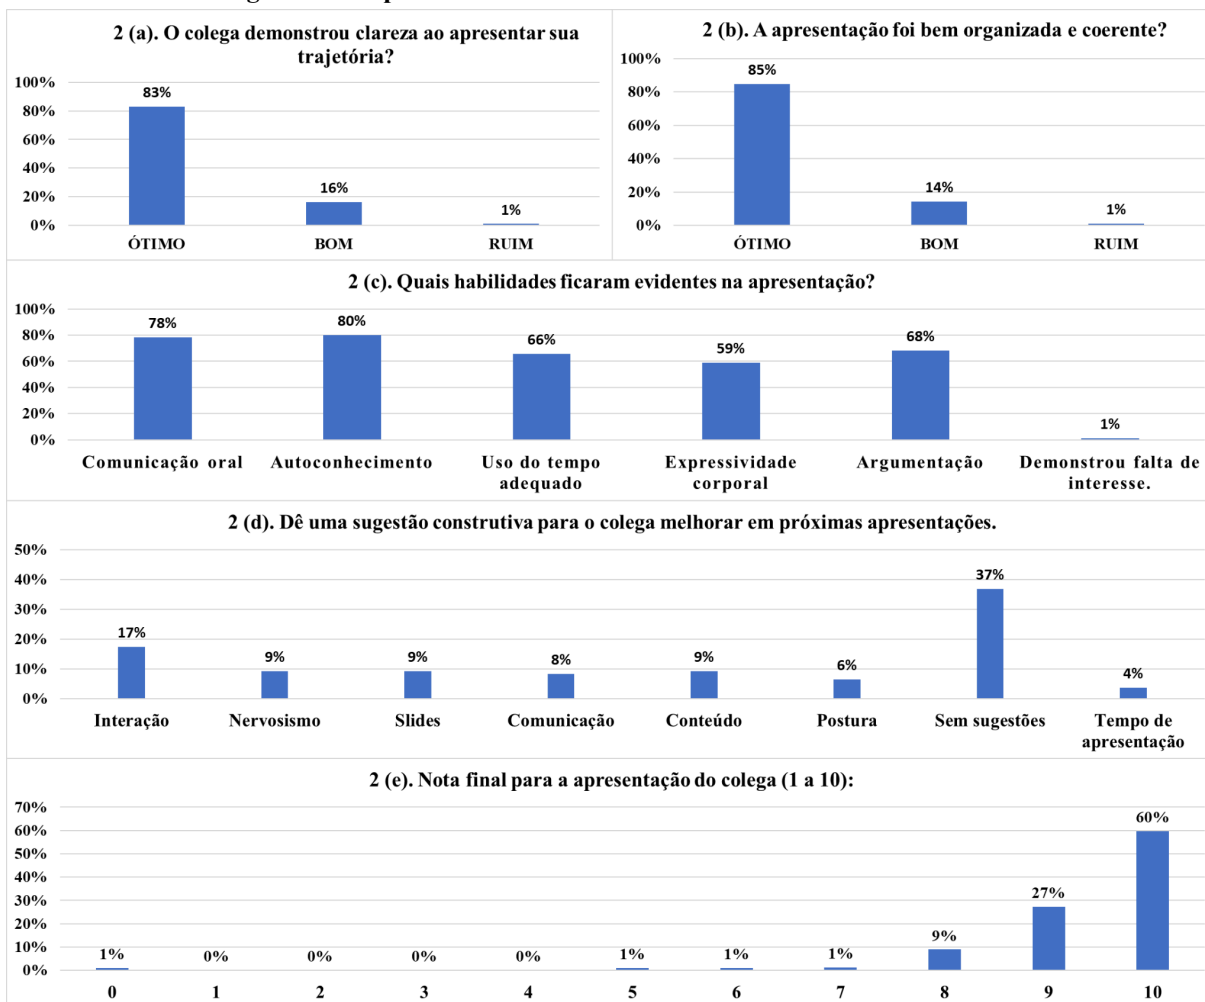 2 (a). O colega demonstrou clareza ao apresentar sua
trajetória?
100%
80%
60%
40%
20%
0%
83%
16%
1%
ÓTIMO BOM RUIM
2 (b). A apresentação foi bem organizada e coerente?
100%
80%
60%
40%
20%
0%
85%
14%
1%
ÓTIMO BOM RUIM
2 (c). Quais habilidades ficaram evidentes na apresentação?
100%
80%
60%
40%
20%
0%
78% 80% 66% 59% 68% 1%
Comunicação oral Autoconhecimento Uso do tempo Expressividade Argumentação Demonstrou falta de
adequado corporal interesse.
2 (d). Dê uma sugestão construtiva para o colega melhorar em próximas apresentações.
50%
40%
30%
20%
10%
0%
17% 9% 9% 8% 9% 6% 37% 4%
Interação Nervosismo Slides Comunicação Conteúdo Postura Sem sugestões Tempo de
apresentação
2 (e). Nota final para a apresentação do colega (1 a 10):
70%
60%
50%
40%
30%
20%
10%
0%
1% 0% 0% 0% 0% 1% 1% 1% 9% 27% 60%
0 1 2 3 4 5 6 7 8 9 10